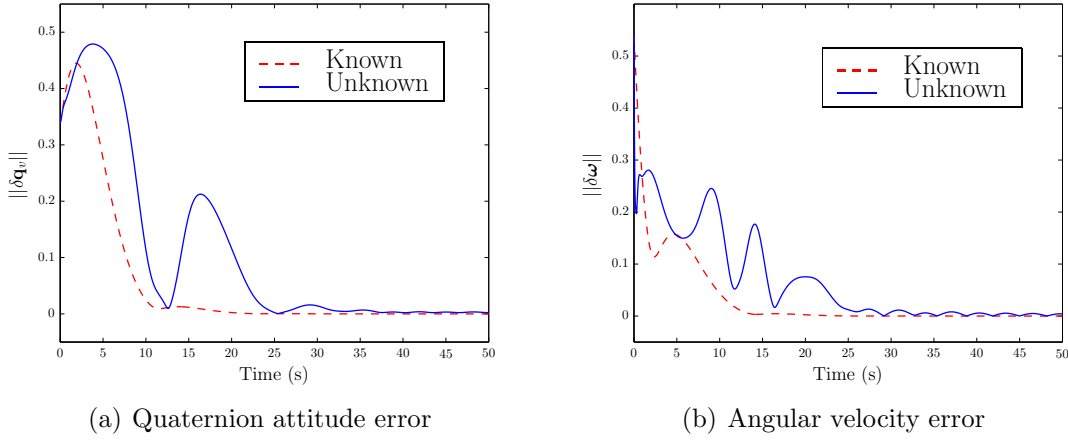 0.5
0.4
0.3
0.2
0.1
0
||δq_v||
Known
Unknown
0 5 10 15 20 25 30 35 40 45 50
Time (s)
(a) Quaternion attitude error
0.5
0.4
0.3
0.2
0.1
0
||δω||
Known
Unknown
0 5 10 15 20 25 30 35 40 45 50
Time (s)
(b) Angular velocity error